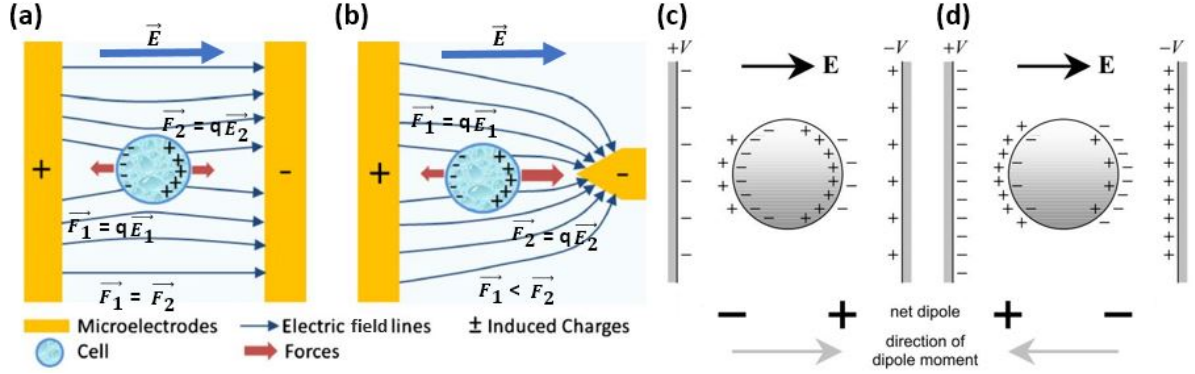 (a)
E⃗
F₂⃗ = qE₂⃗
+
-
F₁⃗ = qE₁⃗
F₁⃗ = F₂⃗
(b)
E⃗
F₁⃗ = qE₁⃗
+
-
F₂⃗ = qE₂⃗
F₁⃗ < F₂⃗
Microelectrodes
Electric field lines
± Induced Charges
Cell
Forces
(c)
+V
−V
E
(d)
+V
−V
E
− + net dipole + −
direction of
dipole moment